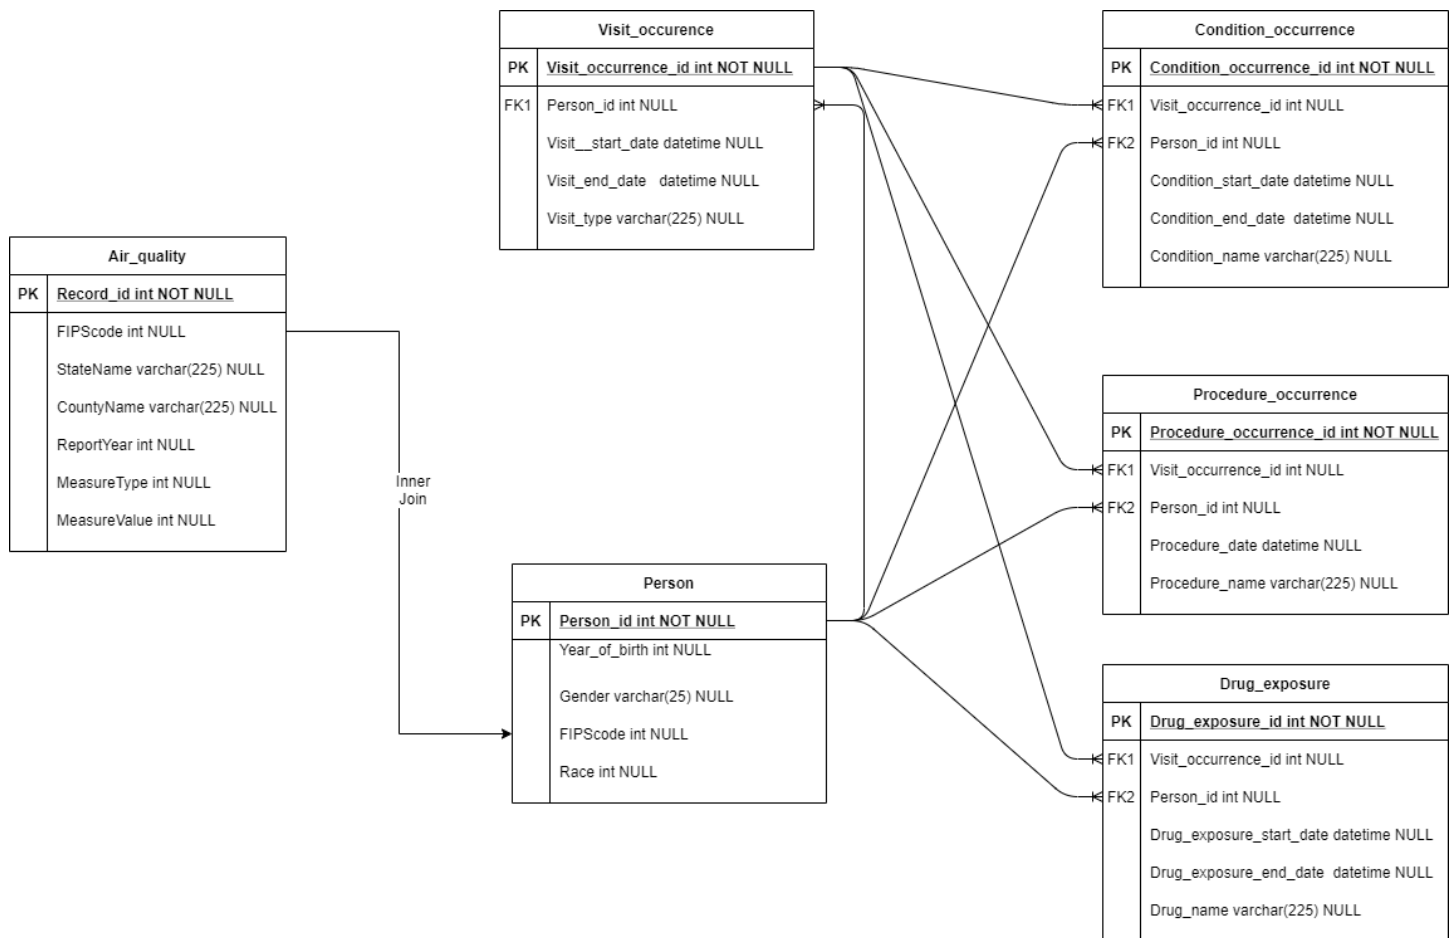 Visit_occurence
PK Visit_occurrence_id int NOT NULL
FK1 Person_id int NULL
Visit__start_date datetime NULL
Visit_end_date datetime NULL
Visit_type varchar(225) NULL
Condition_occurrence
PK Condition_occurrence_id int NOT NULL
FK1 Visit_occurrence_id int NULL
FK2 Person_id int NULL
Condition_start_date datetime NULL
Condition_end_date datetime NULL
Condition_name varchar(225) NULL
Air_quality
PK Record_id int NOT NULL
FIPScode int NULL
StateName varchar(225) NULL
CountyName varchar(225) NULL
ReportYear int NULL
MeasureType int NULL
MeasureValue int NULL
Inner
Join
Procedure_occurrence
PK Procedure_occurrence_id int NOT NULL
FK1 Visit_occurrence_id int NULL
FK2 Person_id int NULL
Procedure_date datetime NULL
Procedure_name varchar(225) NULL
Person
PK Person_id int NOT NULL
Year_of_birth int NULL
Gender varchar(25) NULL
FIPScode int NULL
Race int NULL
Drug_exposure
PK Drug_exposure_id int NOT NULL
FK1 Visit_occurrence_id int NULL
FK2 Person_id int NULL
Drug_exposure_start_date datetime NULL
Drug_exposure_end_date datetime NULL
Drug_name varchar(225) NULL